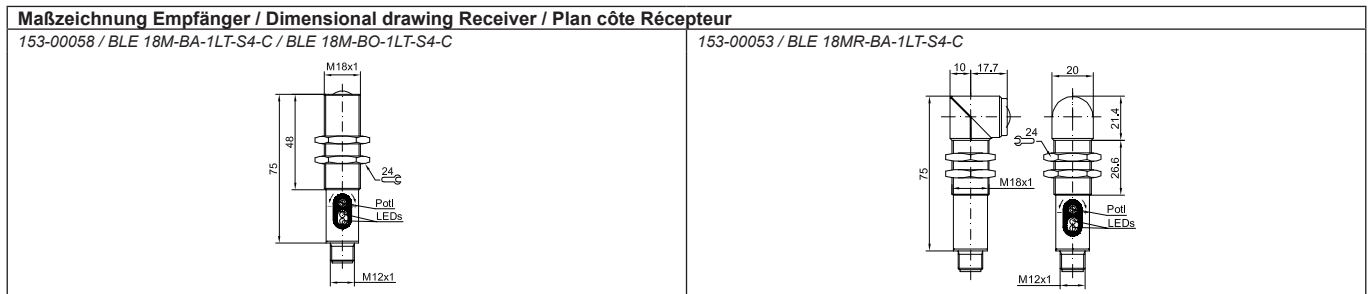 Maßzeichnung Empfänger / Dimensional drawing Receiver / Plan côte Récepteur
153-00058 / BLE 18M-BA-1LT-S4-C / BLE 18M-BO-1LT-S4-C
M18x1
48
75
24
Potl
LEDs
M12x1
153-00053 / BLE 18MR-BA-1LT-S4-C
10
17.7
20
21.4
24
26.6
75
M18x1
Potl
LEDs
M12x1